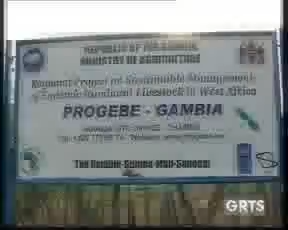 REPUBLIC OF THE GAMBIA
MINISTRY OF AGRICULTURE
Regional Project on Sustainable Management
of Endemic Ruminant Livestock in West Africa
PROGEBE - GAMBIA
The Gambia-Guinea-Mali-Senegal
GRTS